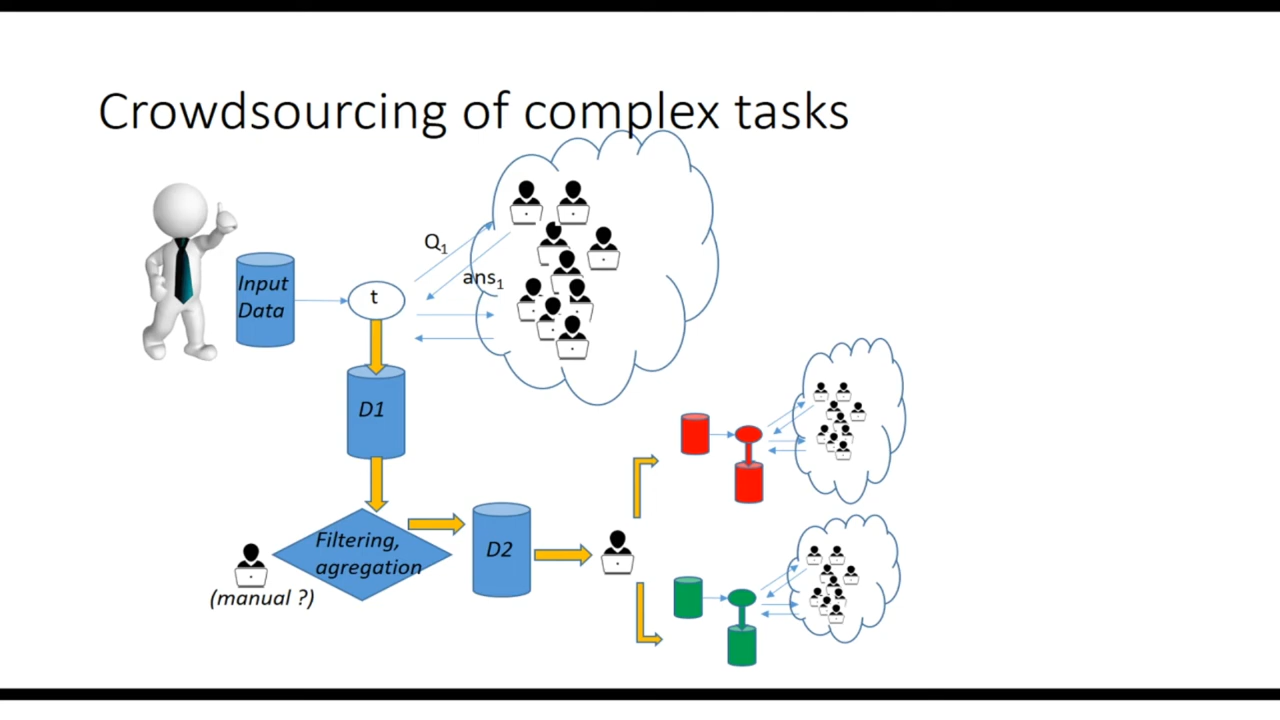 Crowdsourcing of complex tasks
Q1
ans1
Input
Data
t
D1
Filtering,
agregation
D2
(manual ?)